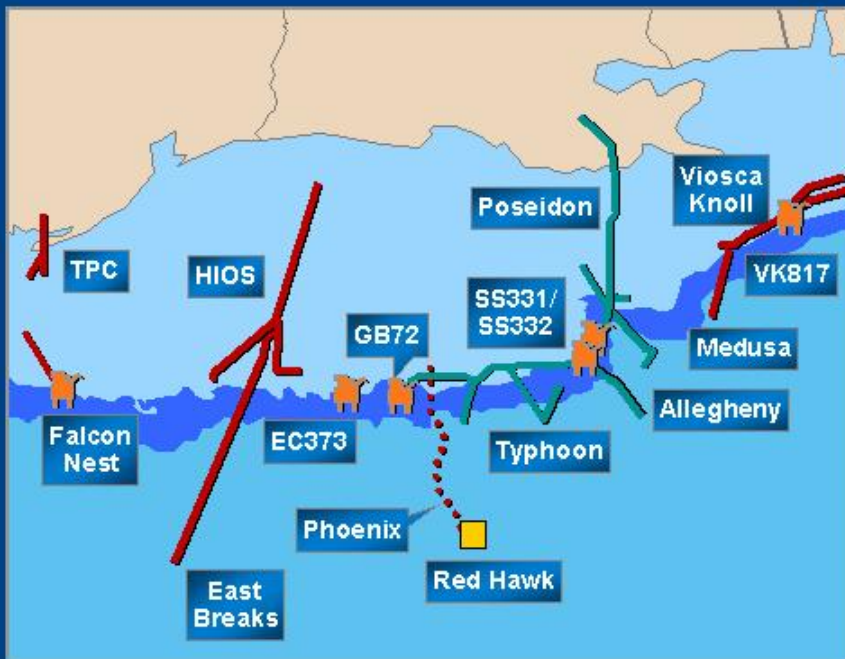 Viosca
Knoll
Poseidon
TPC
HIOS
VK817
SS331/
SS332
GB72
Medusa
Allegheny
Falcon
Nest
EC373
Typhoon
Phoenix
Red Hawk
East
Breaks